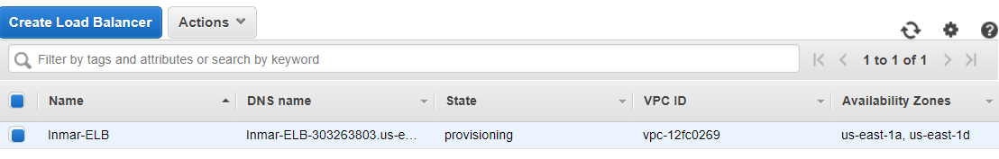 Create Load Balancer Actions
Filter by tags and attributes or search by keyword 1 to 1 of 1
Name DNS name State VPC ID Availability Zones
Inmar-ELB Inmar-ELB-303263803.us-e... provisioning vpc-12fc0269 us-east-1a, us-east-1d